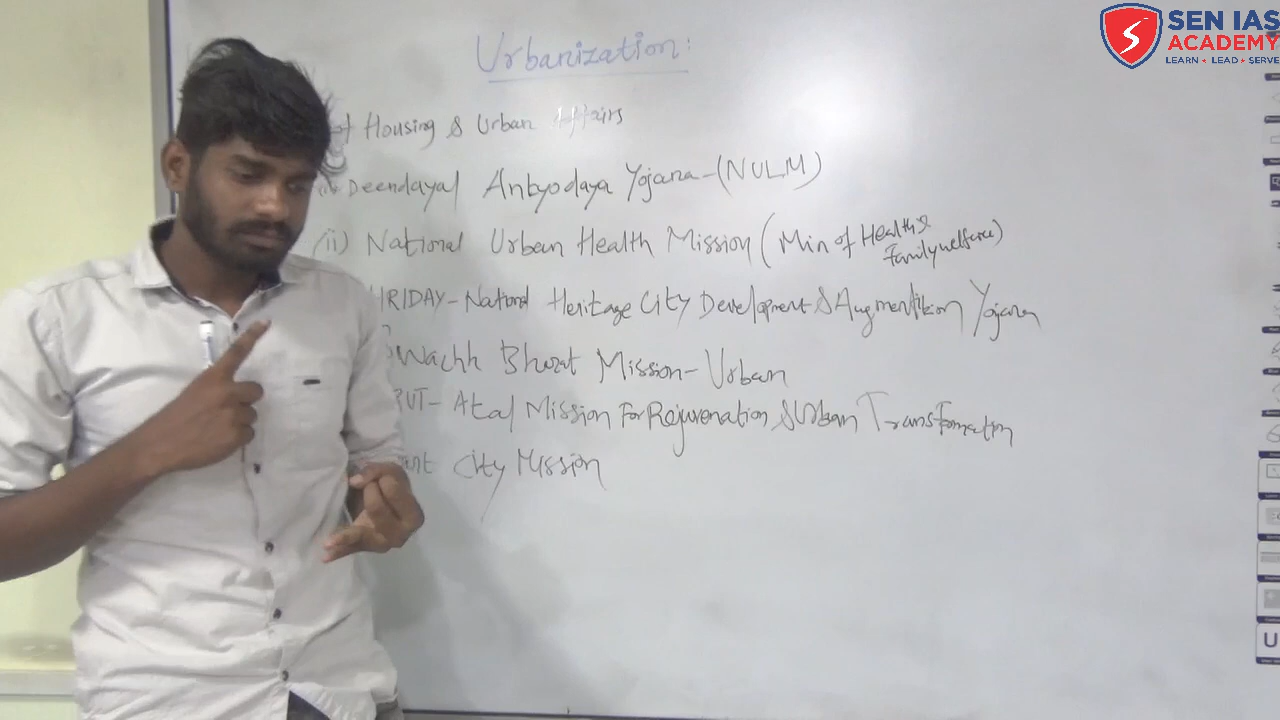 SEN IAS
ACADEMY
LEARN ★ LEAD ★ SERVE
Urbanization:
of Housing & Urban Affairs
Deendayal Antyodaya Yojana-(NULM)
(ii) National Urban Health Mission (Min of Health &
Family welfare)
HRIDAY-National Heritage City Development & Augmentation Yojana
Swachh Bharat Mission-Urban
RUT- Atal Mission For Rejuvenation & Urban Transformation
City Mission
U